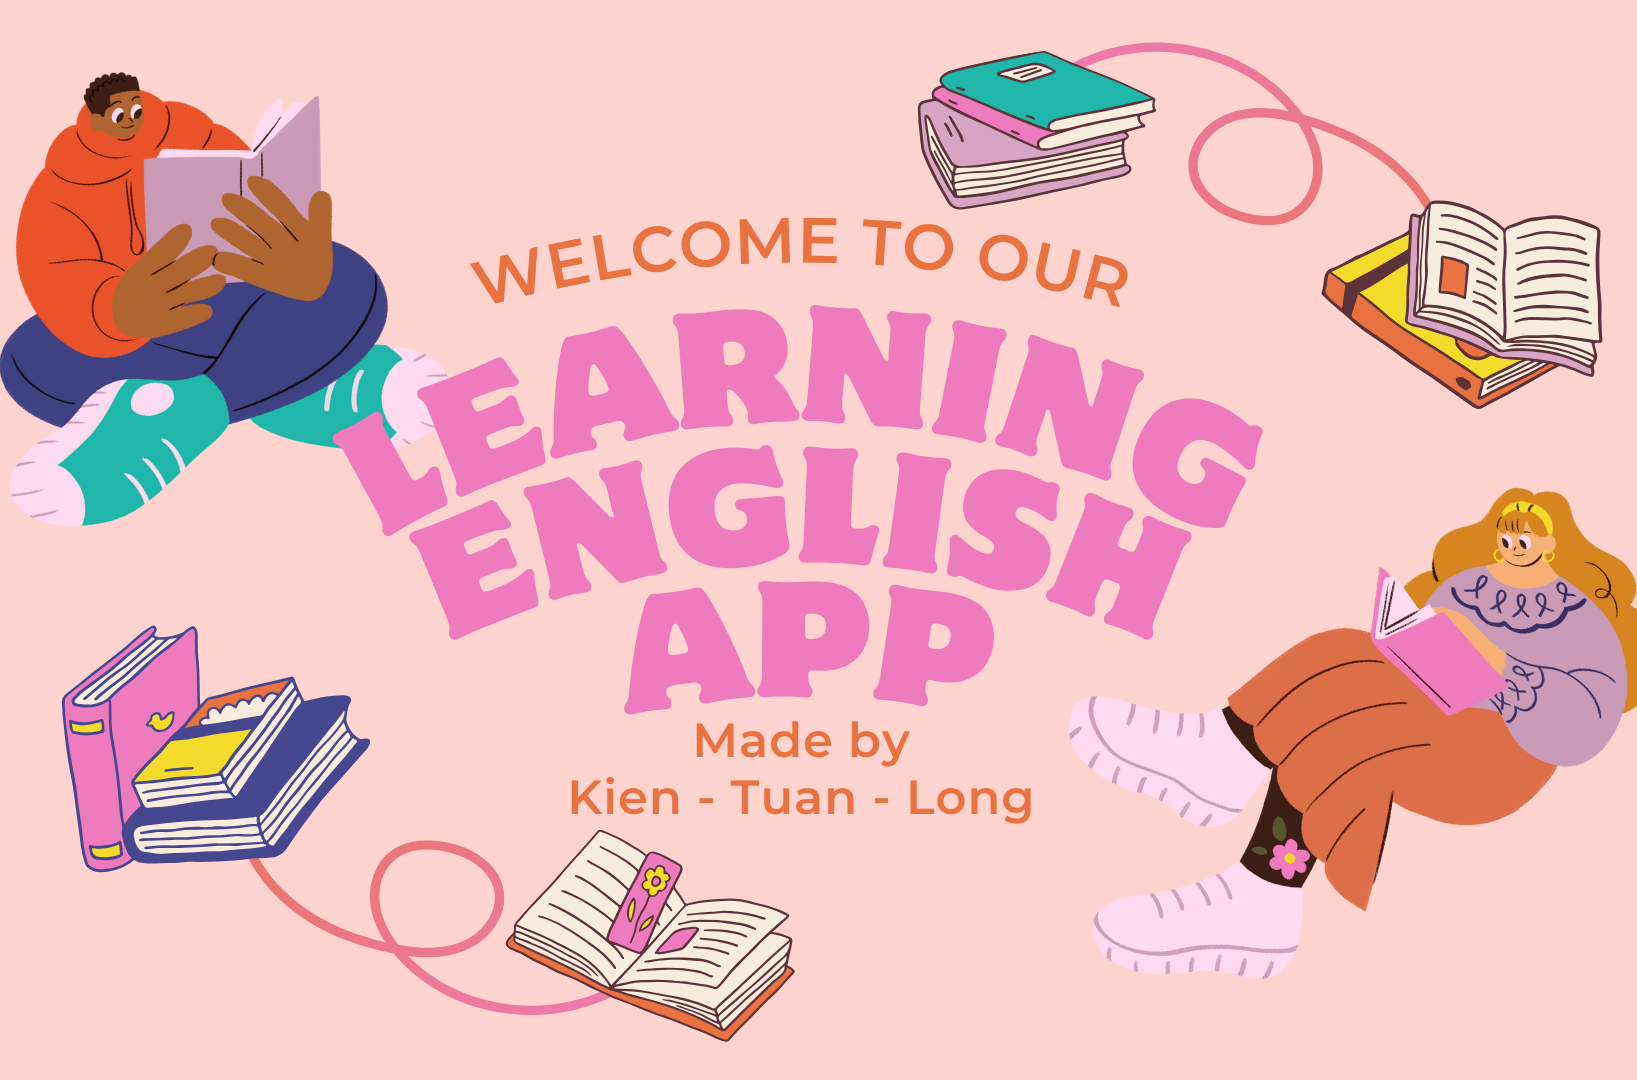 WELCOME TO OUR
LEARNING
ENGLISH
APP
Made by
Kien - Tuan - Long